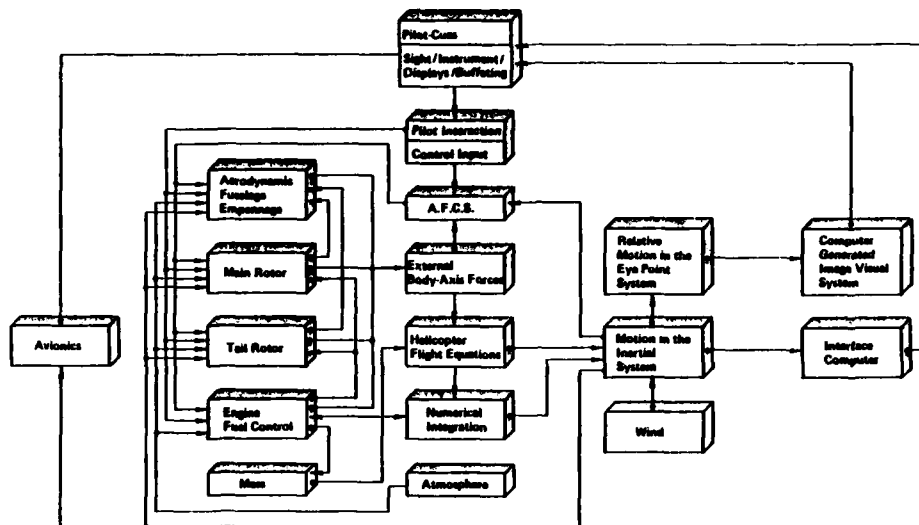 Pilot-Cues
Sight/Instrument/
Displays/Buffeting
Pilot Interaction
Control Input
Aerodynamic
Fuselage
Empennage
A.F.C.S.
Main Rotor
External
Body-Axis Forces
Relative
Motion in the
Eye Point
System
Computer
Generated
Image Visual
System
Avionics
Tail Rotor
Helicopter
Flight Equations
Motion in the
Inertial
System
Interface
Computer
Engine
Fuel Control
Numerical
Integration
Wind
Mass
Atmosphere